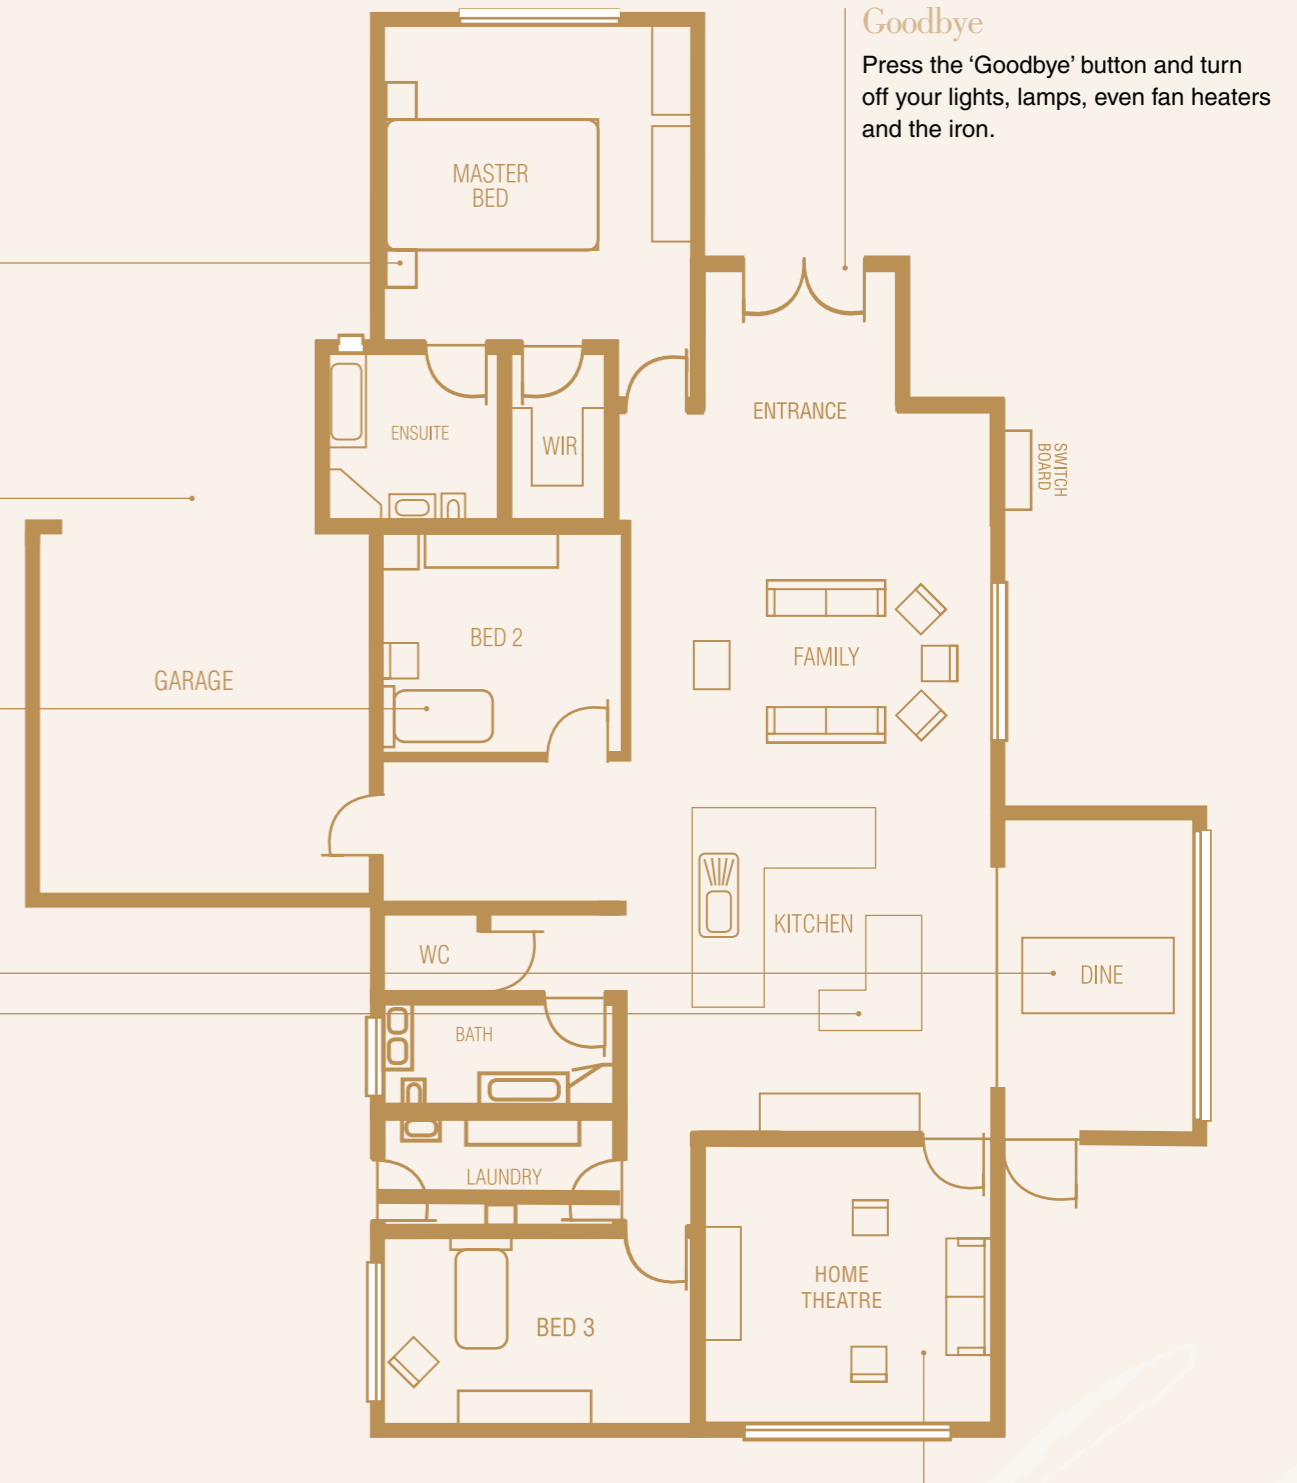 Goodbye
Press the ‘Goodbye’ button and turn
off your lights, lamps, even fan heaters
and the iron.
MASTER
BED
ENTRANCE
ENSUITE
WIR
SWITCH
BOARD
BED 2
FAMILY
GARAGE
KITCHEN
WC
DINE
BATH
LAUNDRY
HOME
THEATRE
BED 3